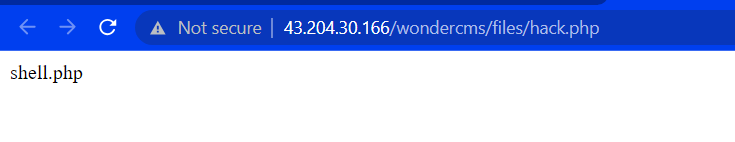 Not secure | 43.204.30.166/wondercms/files/hack.php
shell.php